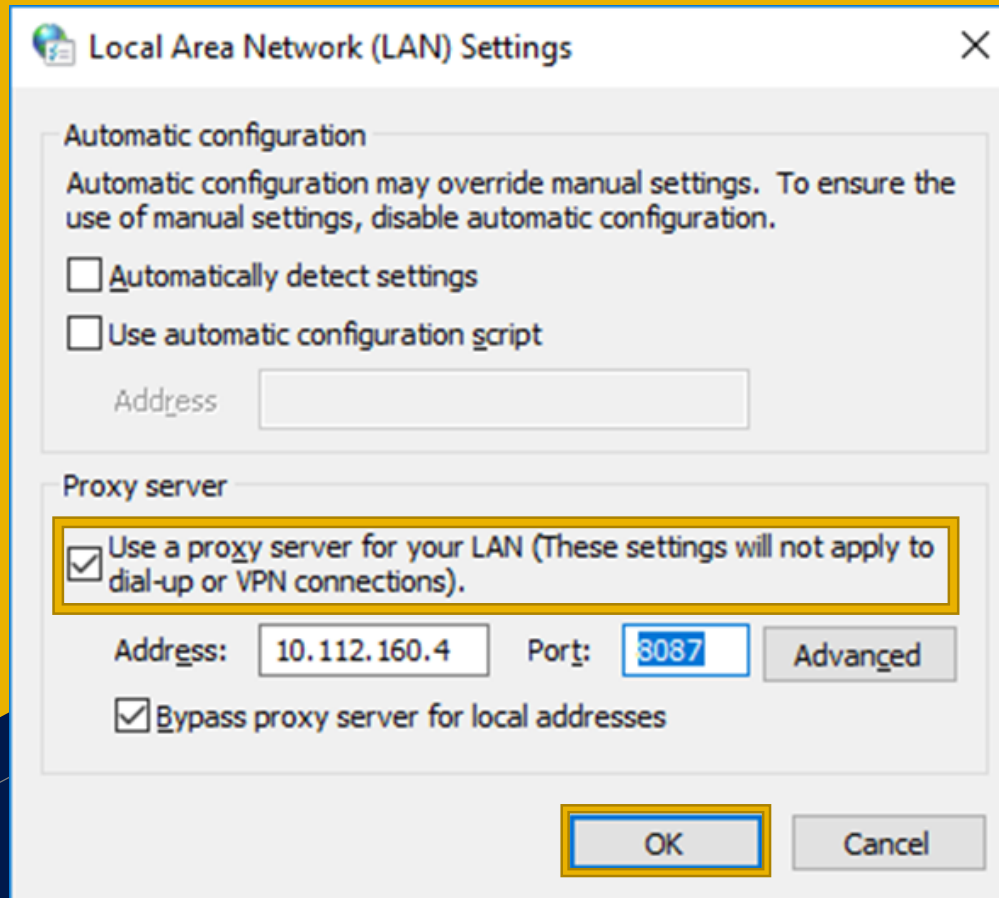 Local Area Network (LAN) Settings
Automatic configuration
Automatic configuration may override manual settings. To ensure the
use of manual settings, disable automatic configuration.
Automatically detect settings
Use automatic configuration script
Address
Proxy server
Use a proxy server for your LAN (These settings will not apply to
dial-up or VPN connections).
Address: 10.112.160.4 Port: 8087 Advanced
Bypass proxy server for local addresses
OK Cancel